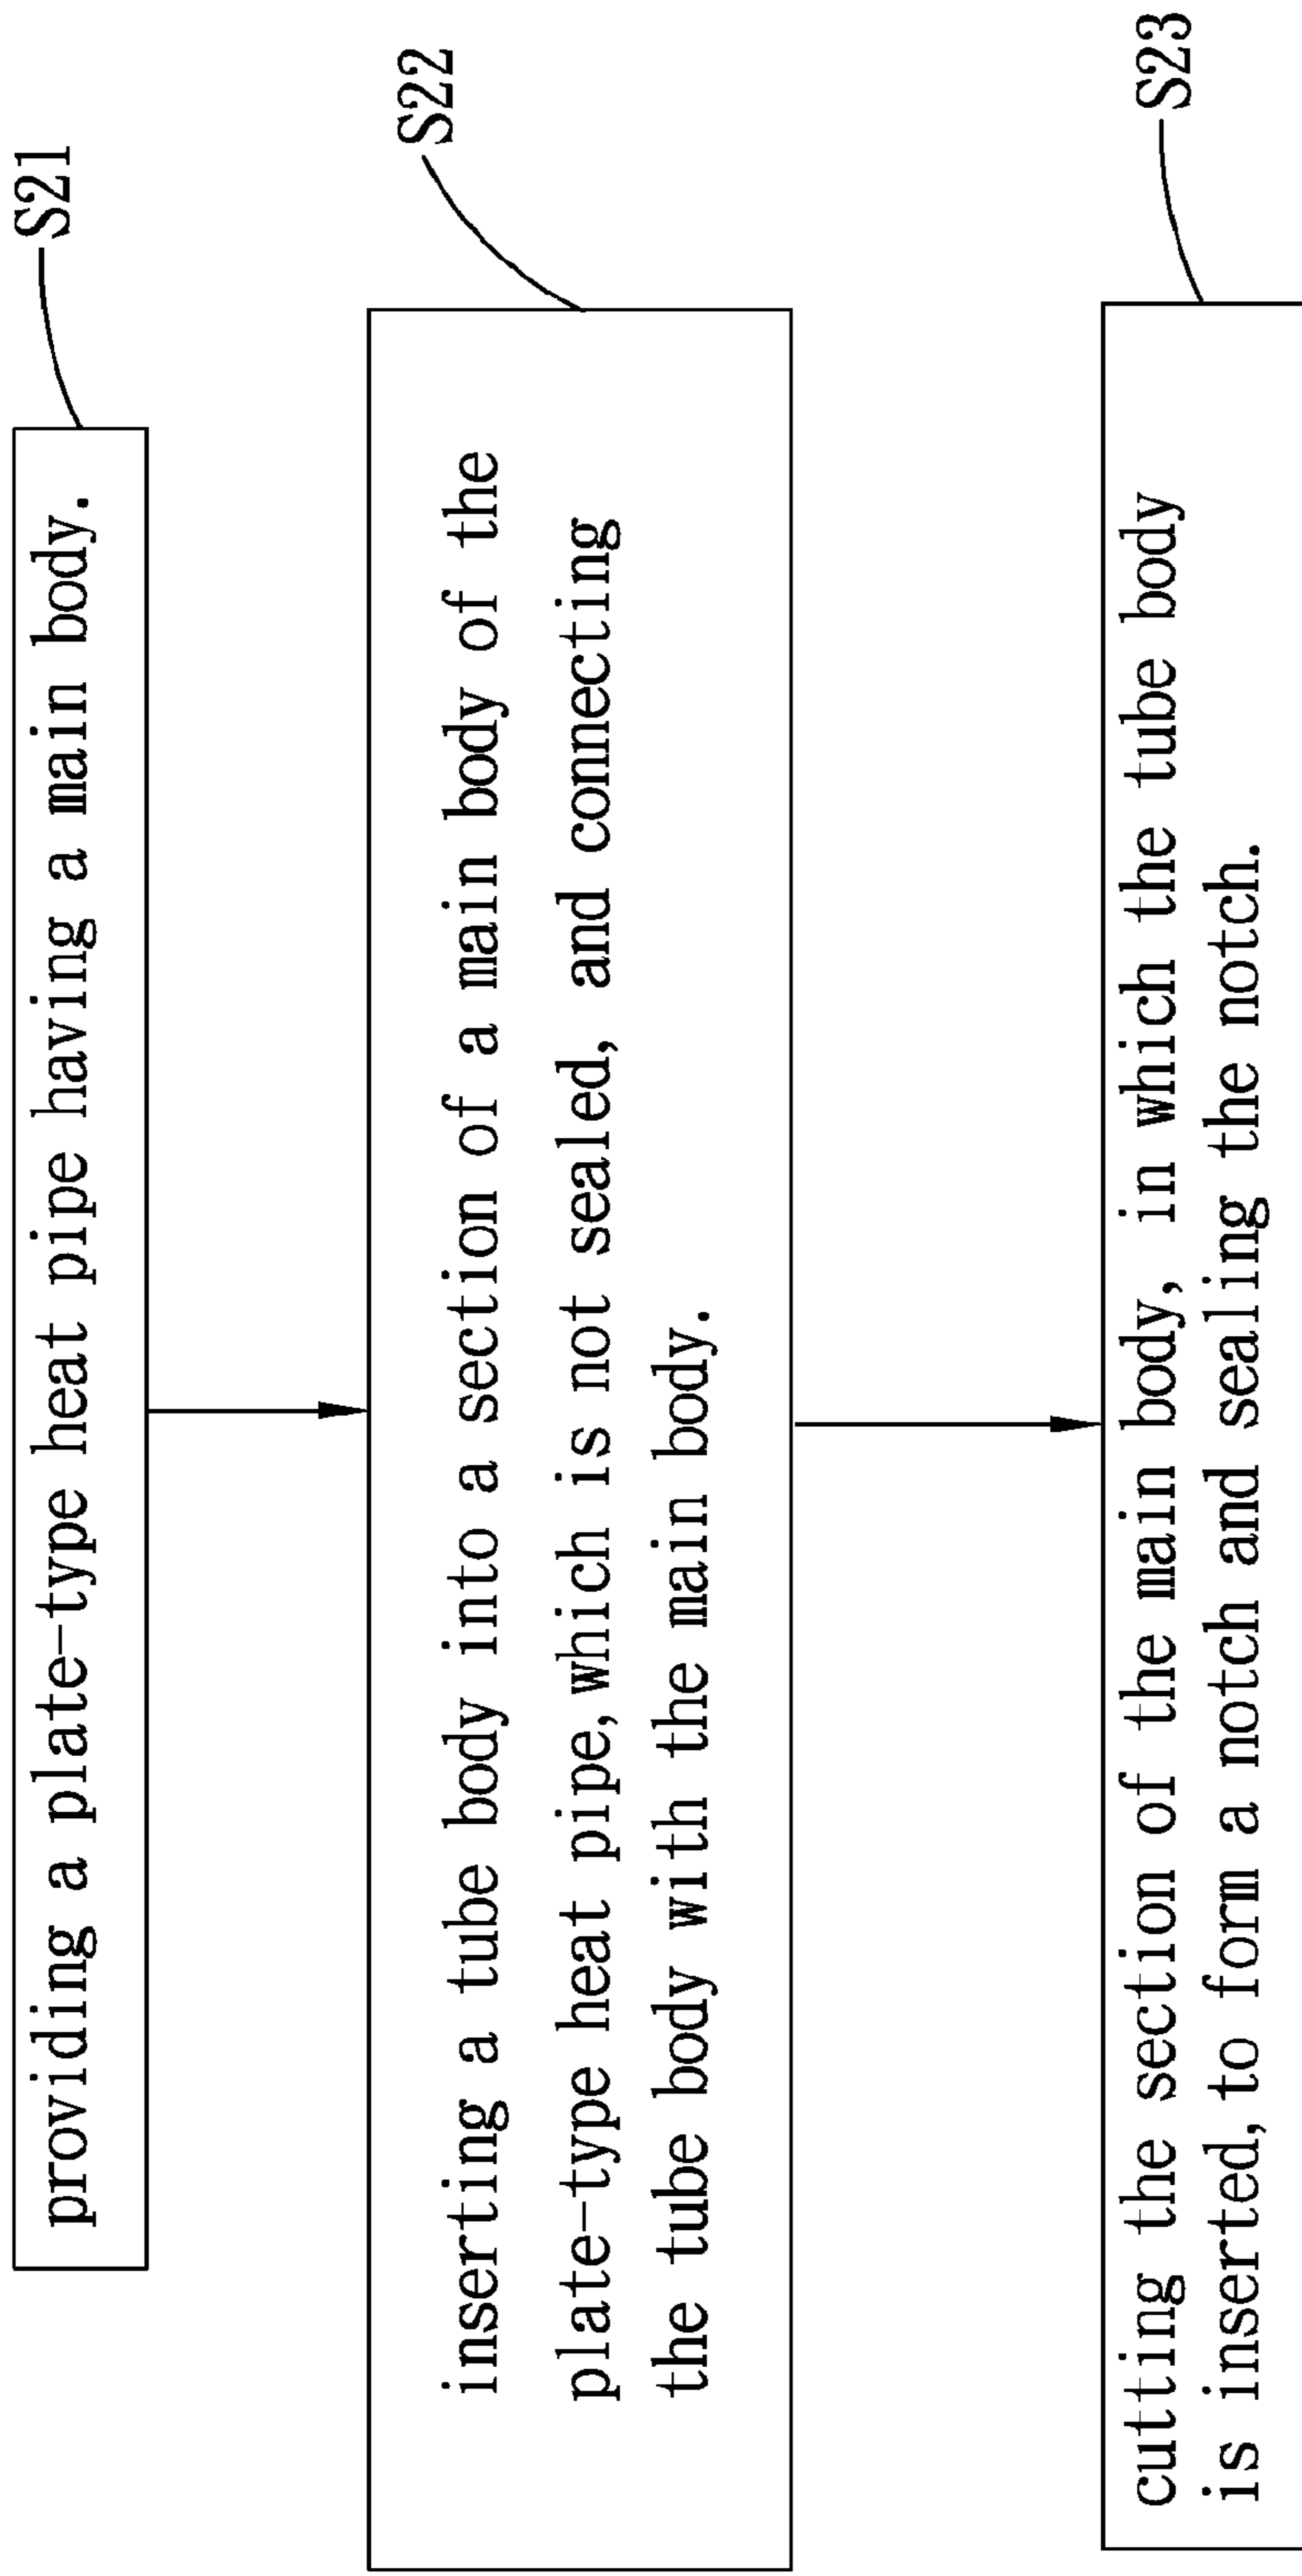 providing a plate-type heat pipe having a main body.
S21
inserting a tube body into a section of a main body of the
plate-type heat pipe, which is not sealed, and connecting
the tube body with the main body.
S22
cutting the section of the main body, in which the tube body
is inserted, to form a notch and sealing the notch.
S23